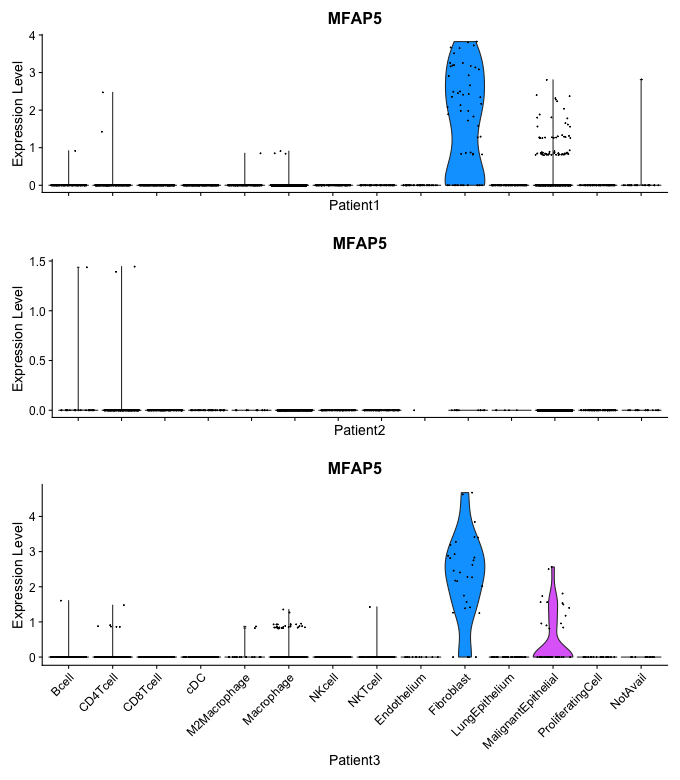 MFAP5
Expression Level
4
3
2
1
0
Patient1
MFAP5
Expression Level
1.5
1.0
0.5
0.0
Patient2
MFAP5
Expression Level
4
3
2
1
0
Bcell
CD4Tcell
CD8Tcell
cDC
M2Macrophage
Macrophage
NKcell
NKTcell
Endothelium
Fibroblast
LungEpithelium
MalignantEpithelial
ProliferatingCell
NotAvail
Patient3